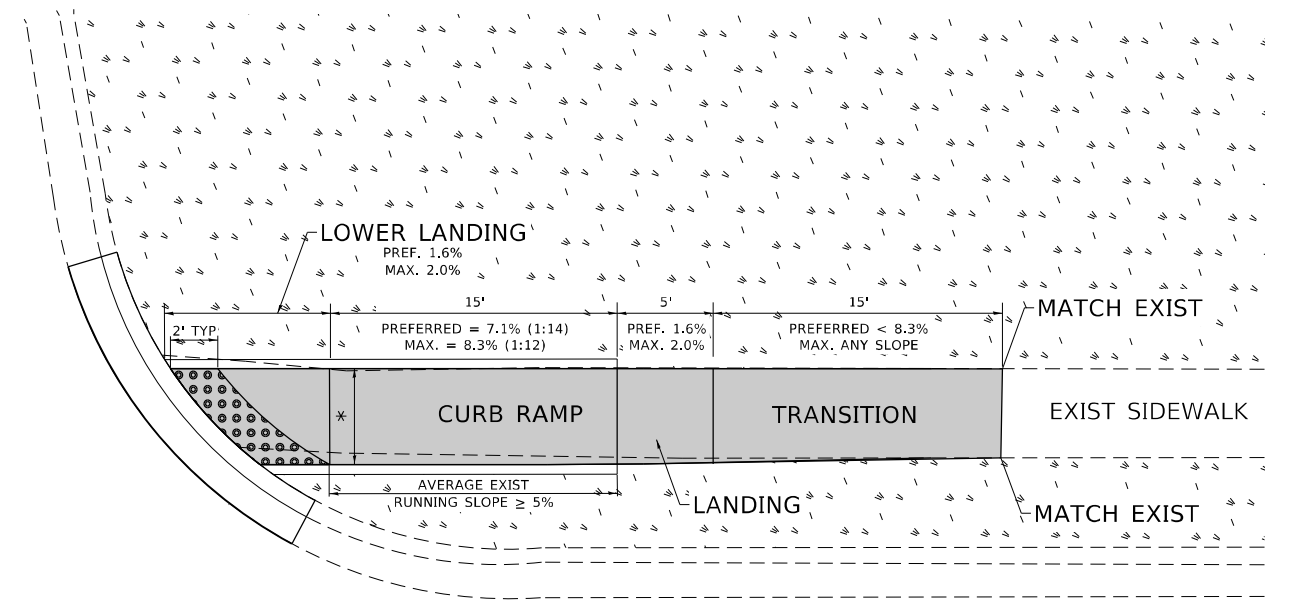 LOWER LANDING
PREF. 1.6%
MAX. 2.0%
15'
5'
15'
MATCH EXIST
2' TYP
PREFERRED = 7.1% (1:14)
MAX. = 8.3% (1:12)
PREF. 1.6%
MAX. 2.0%
PREFERRED < 8.3%
MAX. ANY SLOPE
*
CURB RAMP
TRANSITION
EXIST SIDEWALK
AVERAGE EXIST
RUNNING SLOPE ≥ 5%
LANDING
MATCH EXIST